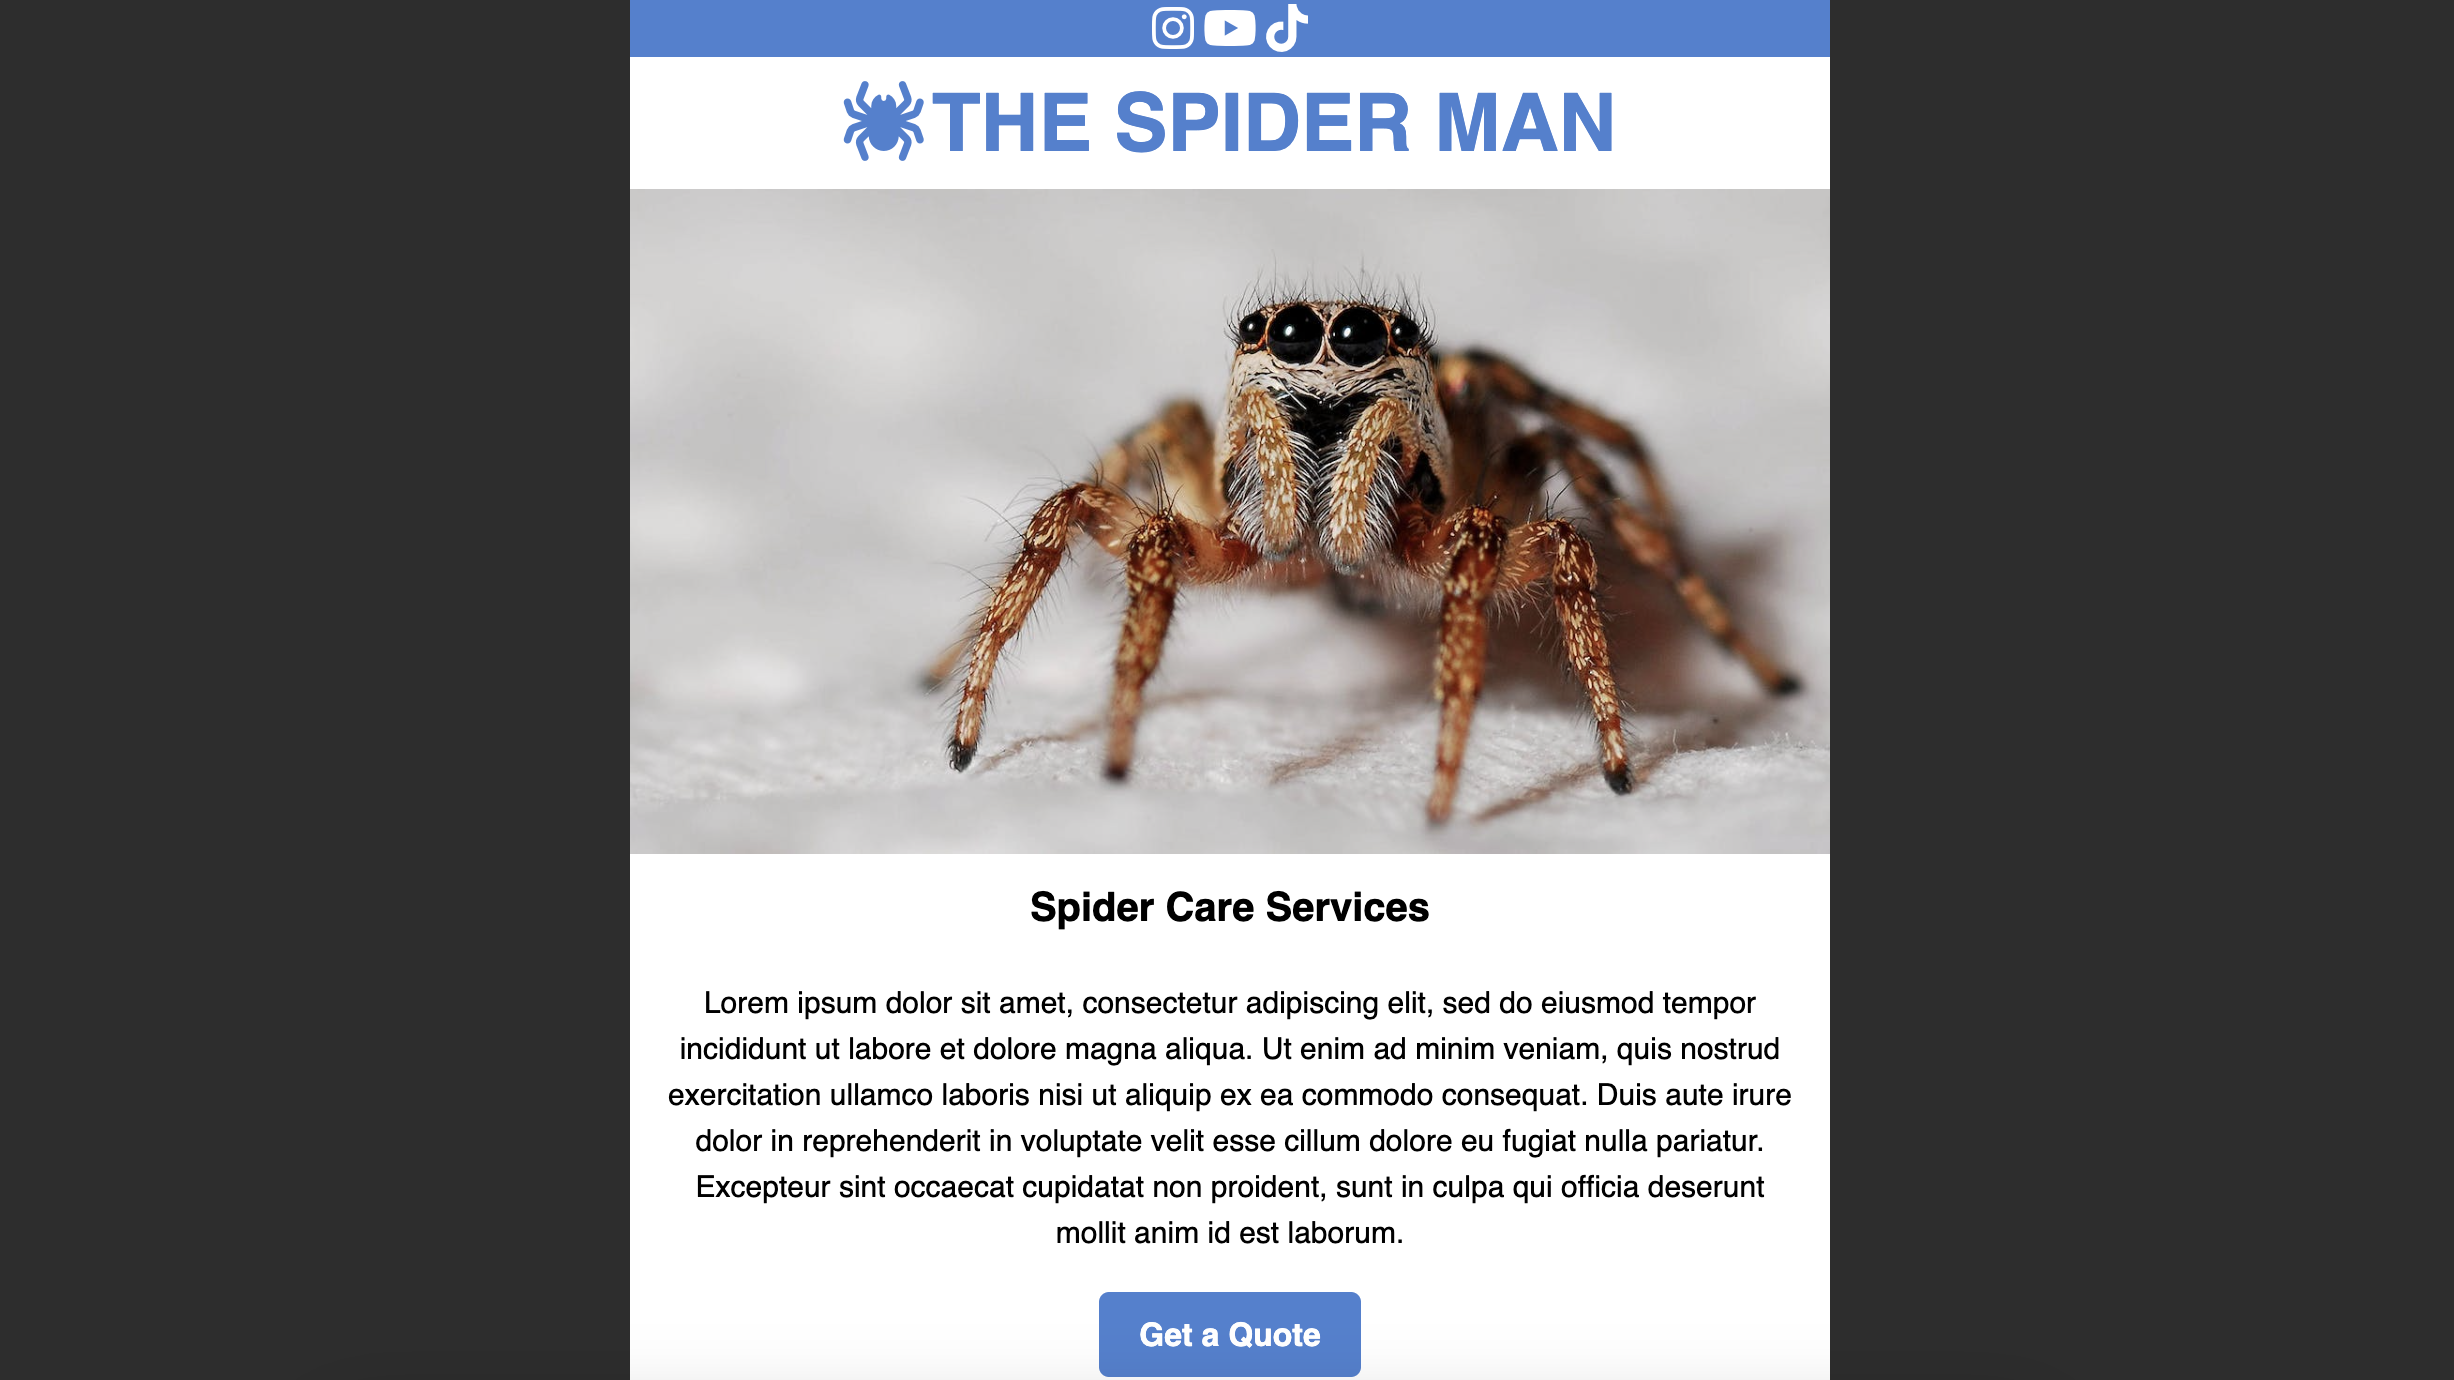 THE SPIDER MAN
Spider Care Services
Lorem ipsum dolor sit amet, consectetur adipiscing elit, sed do eiusmod tempor
incididunt ut labore et dolore magna aliqua. Ut enim ad minim veniam, quis nostrud
exercitation ullamco laboris nisi ut aliquip ex ea commodo consequat. Duis aute irure
dolor in reprehenderit in voluptate velit esse cillum dolore eu fugiat nulla pariatur.
Excepteur sint occaecat cupidatat non proident, sunt in culpa qui officia deserunt
mollit anim id est laborum.
Get a Quote